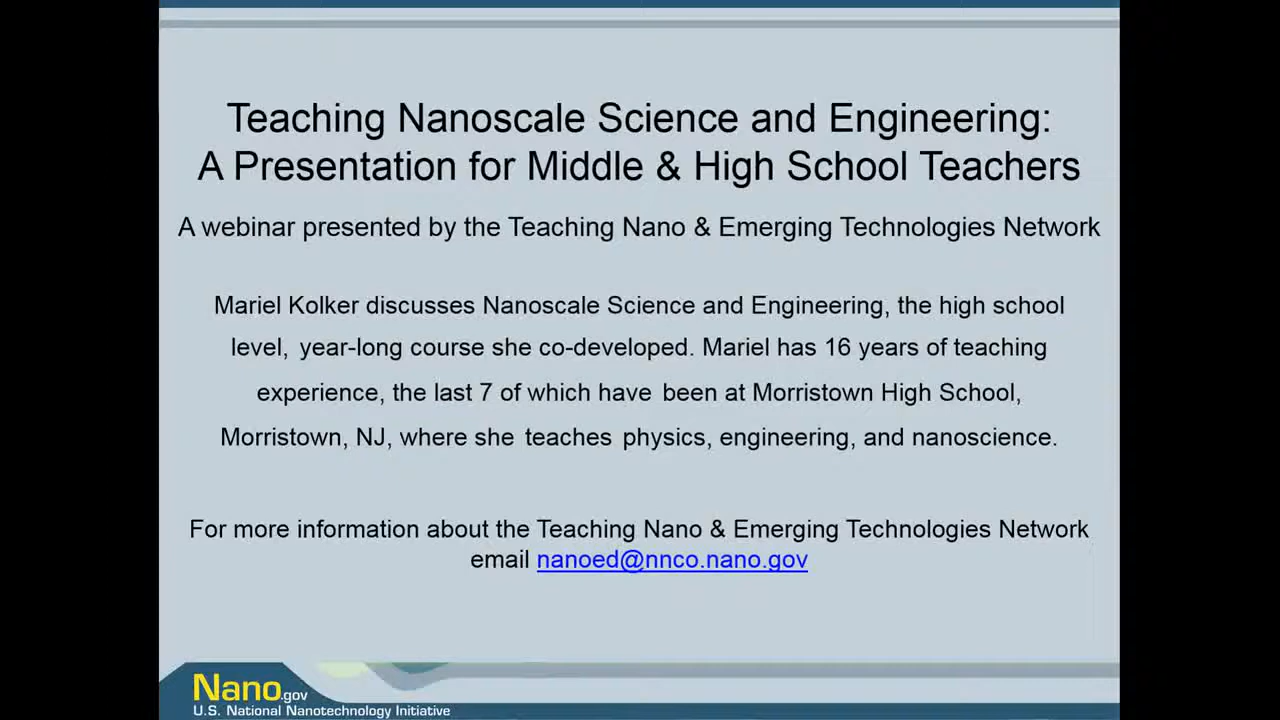 Teaching Nanoscale Science and Engineering:
A Presentation for Middle & High School Teachers
A webinar presented by the Teaching Nano & Emerging Technologies Network
Mariel Kolker discusses Nanoscale Science and Engineering, the high school
level, year-long course she co-developed. Mariel has 16 years of teaching
experience, the last 7 of which have been at Morristown High School,
Morristown, NJ, where she teaches physics, engineering, and nanoscience.
For more information about the Teaching Nano & Emerging Technologies Network
email nanoed@nnco.nano.gov
Nano.gov
U.S. National Nanotechnology Initiative